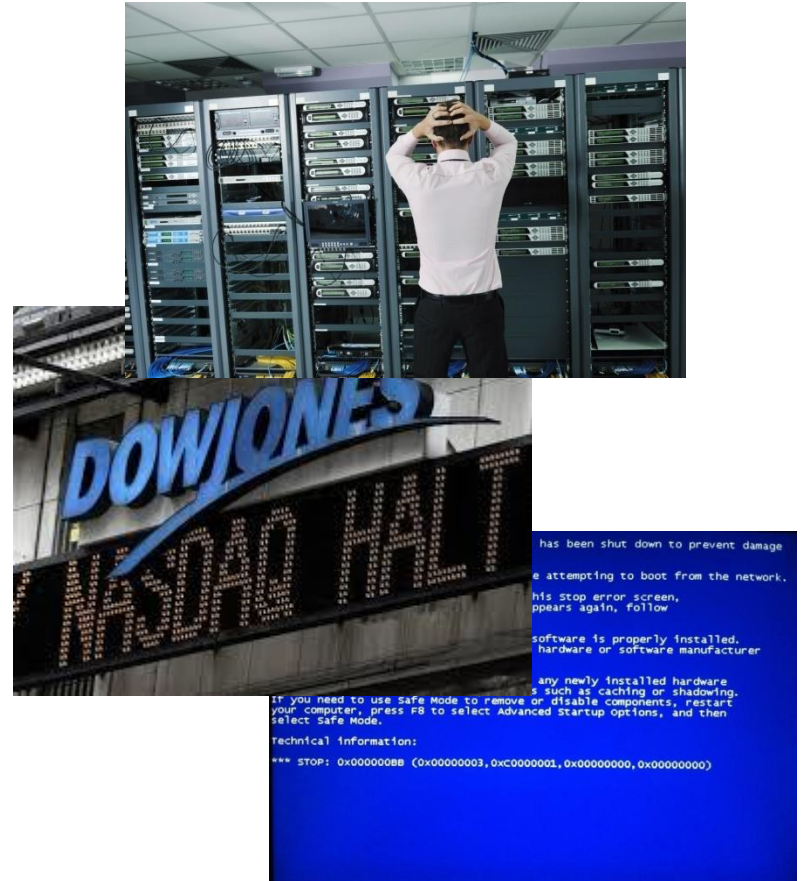 DOWJONES
Y NASDAQ HALT
has been shut down to prevent damage
e attempting to boot from the network.
his Stop error screen,
ppears again, follow
software is properly installed.
hardware or software manufacturer
any newly installed hardware
s such as caching or shadowing.
If you need to use Safe Mode to remove or disable components, restart
your computer, press F8 to select Advanced Startup Options, and then
select Safe Mode.
Technical information:
*** STOP: 0x000000BB (0x00000003,0xC0000001,0x00000000,0x00000000)